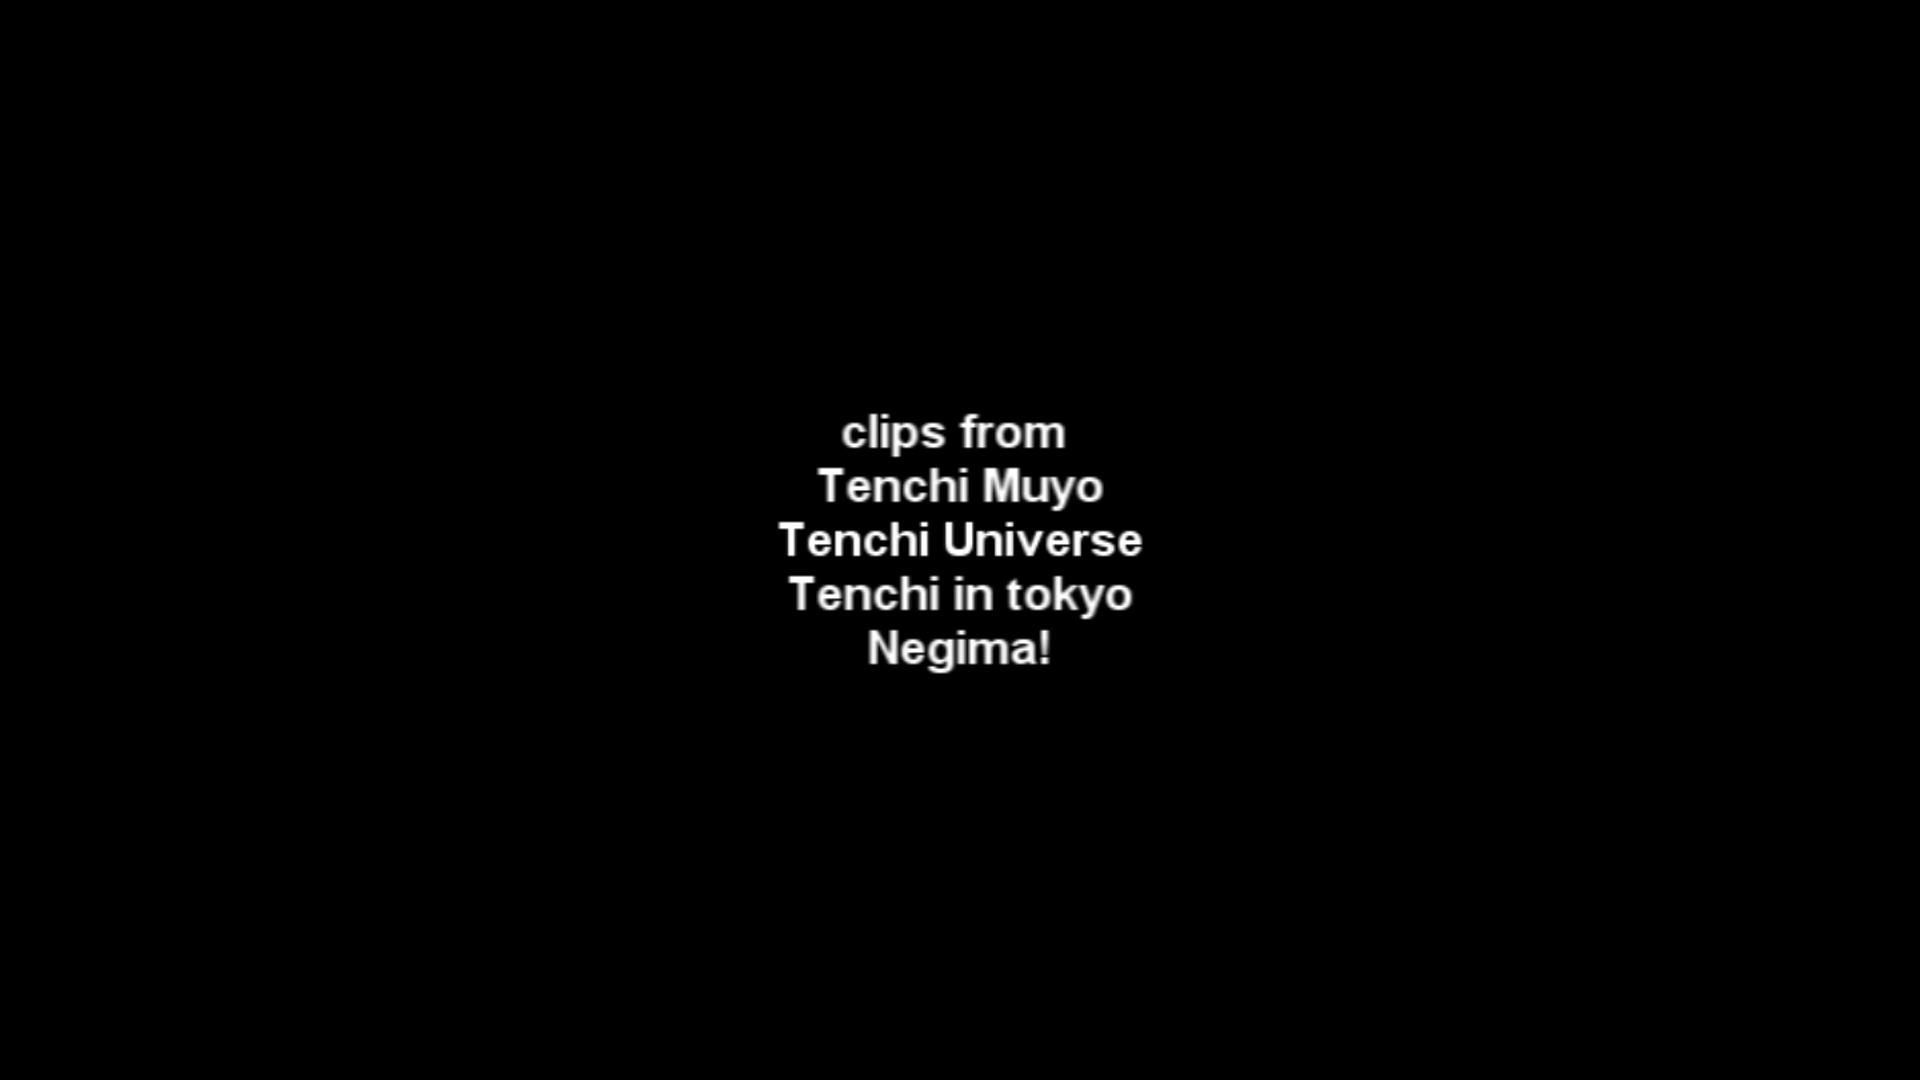 clips from
Tenchi Muyo
Tenchi Universe
Tenchi in tokyo
Negima!